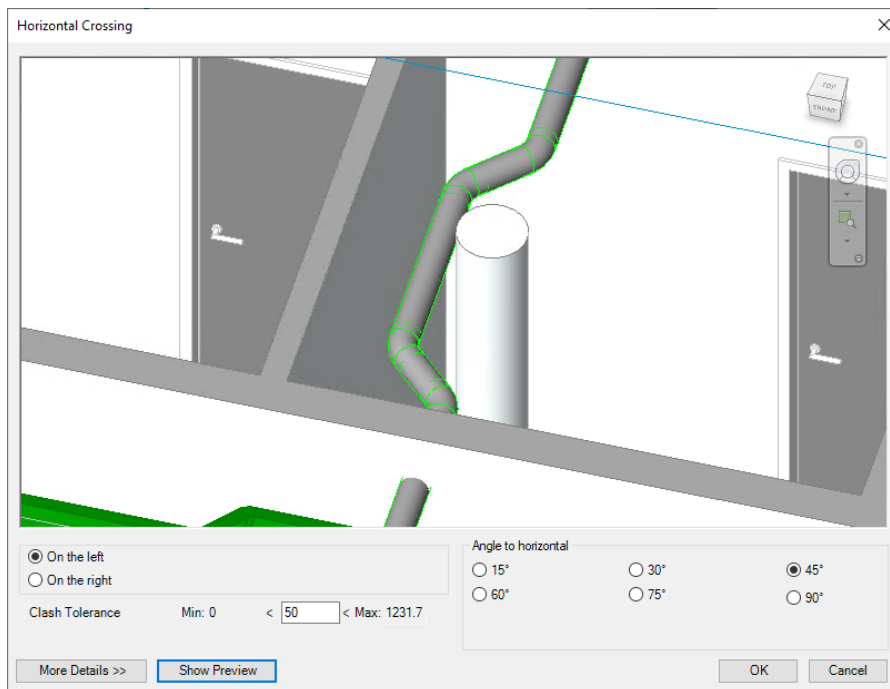 Horizontal Crossing
TOP
On the left
On the right
Clash Tolerance Min: 0 < 50 < Max: 1231.7
Angle to horizontal
15° 30° 45°
60° 75° 90°
More Details >> Show Preview OK Cancel